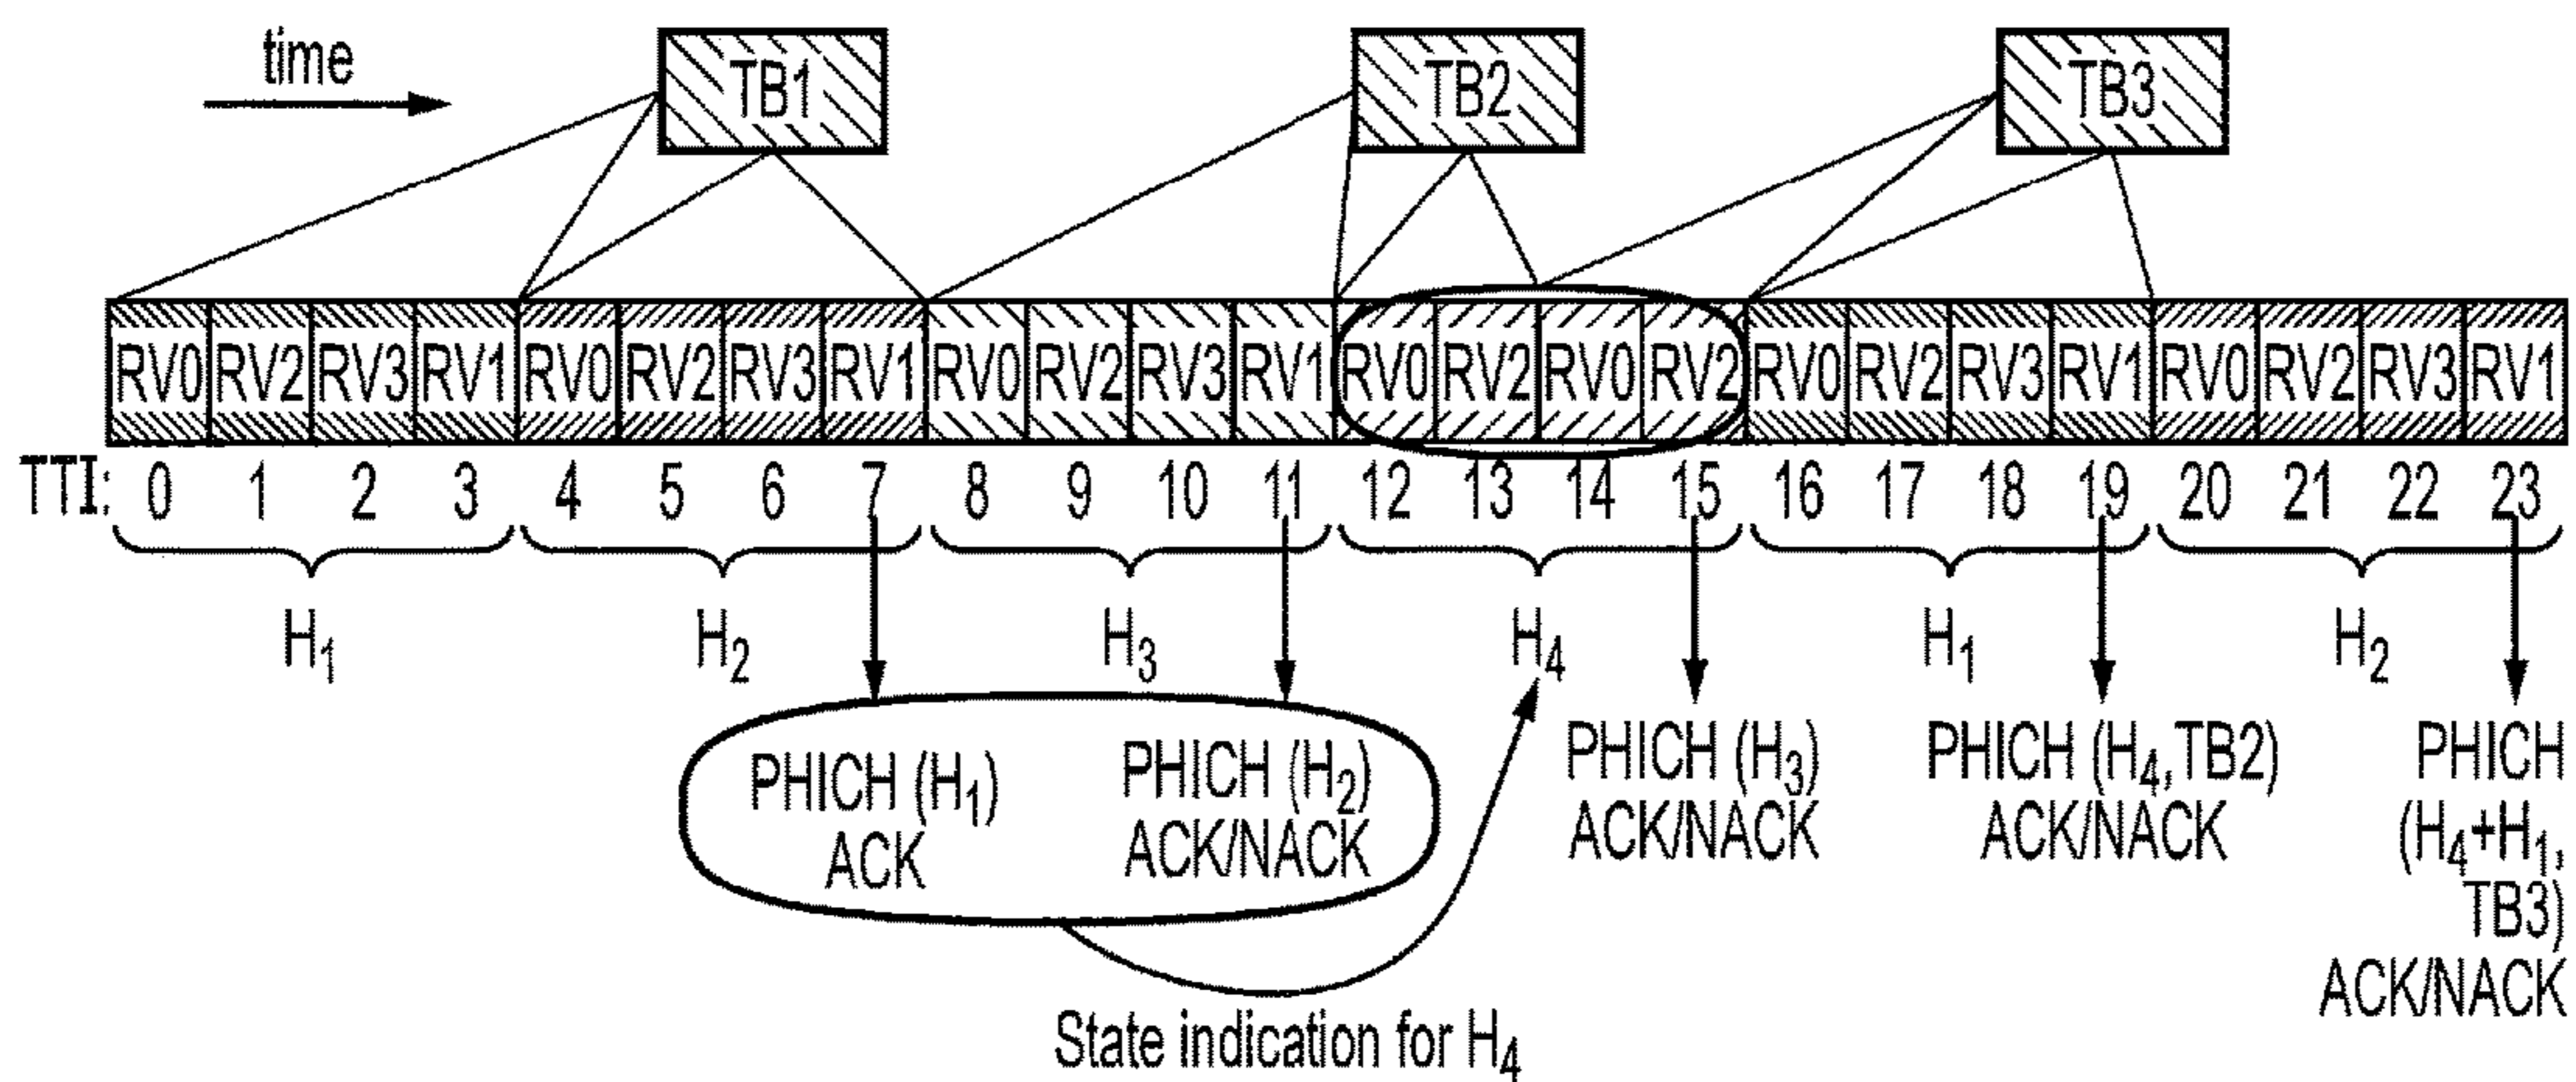 time
TB1 TB2 TB3
RV0 RV2 RV3 RV1 RV0 RV2 RV3 RV1 RV0 RV2 RV3 RV1 RV0 RV2 RV0 RV2 RV0 RV2 RV3 RV1 RV0 RV2 RV3 RV1
TTI: 0 1 2 3 4 5 6 7 8 9 10 11 12 13 14 15 16 17 18 19 20 21 22 23
H₁ H₂ H₃ H₄ H₁ H₂
PHICH (H₁)
ACK
PHICH (H₂)
ACK/NACK
PHICH (H₃)
ACK/NACK
PHICH (H₄,TB2)
ACK/NACK
PHICH
(H₄+H₁,
TB3)
ACK/NACK
State indication for H₄